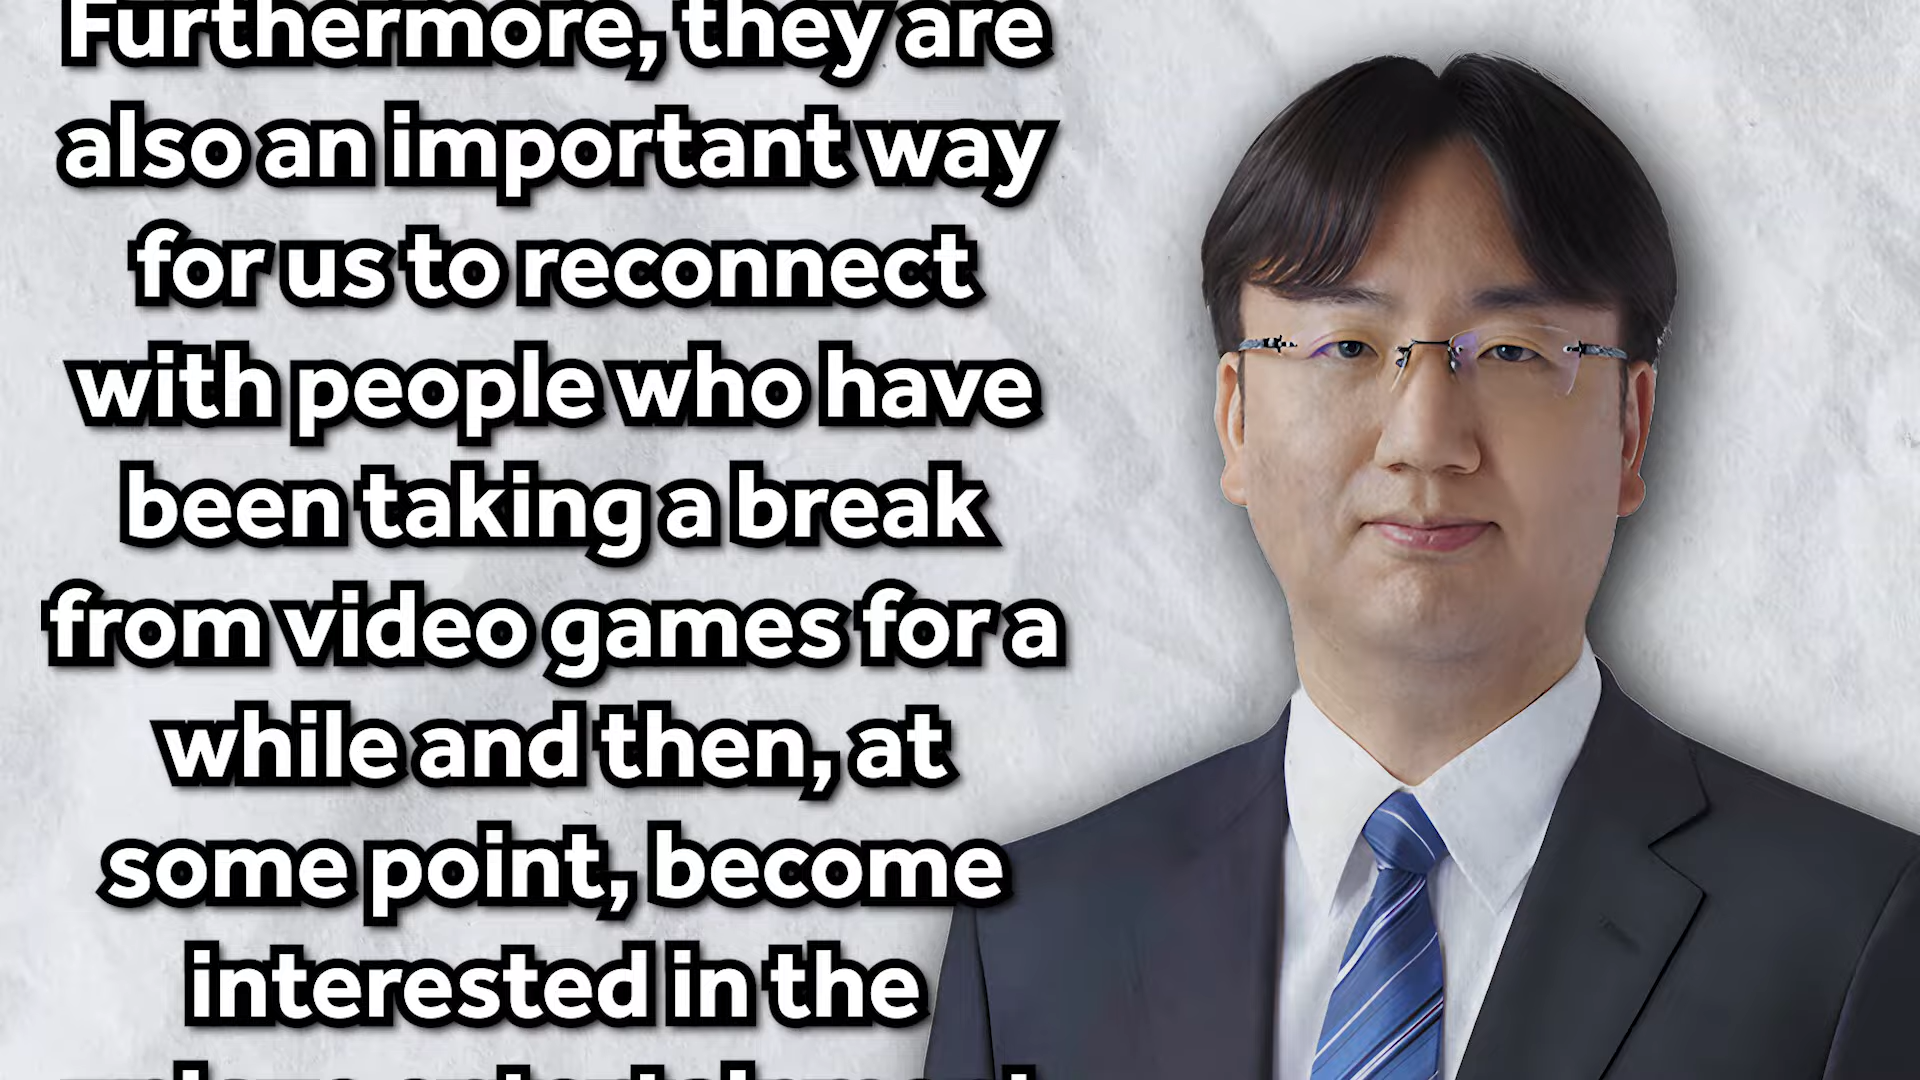 Furthermore, they are
also an important way
for us to reconnect
with people who have
been taking a break
from video games for a
while and then, at
some point, become
interested in the